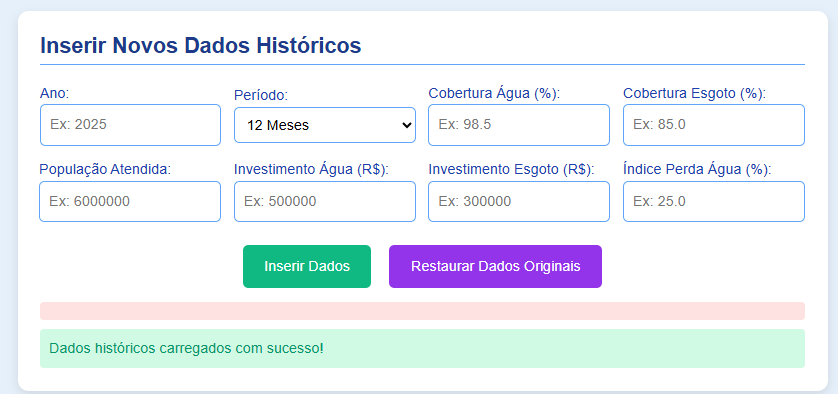 Inserir Novos Dados Históricos
Ano: Período: Cobertura Água (%): Cobertura Esgoto (%):
Ex: 2025 12 Meses Ex: 98.5 Ex: 85.0
População Atendida: Investimento Água (R$): Investimento Esgoto (R$): Índice Perda Água (%):
Ex: 6000000 Ex: 500000 Ex: 300000 Ex: 25.0
Inserir Dados Restaurar Dados Originais
Dados históricos carregados com sucesso!